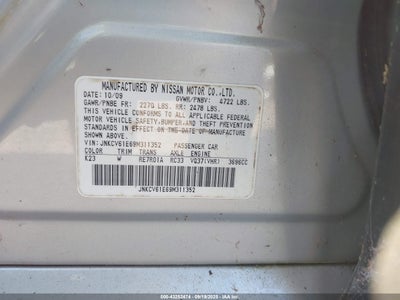 MANUFACTURED BY NISSAN MOTOR CO.,LTD.
DATE: 10/09 GVWR/PNBV: 4722 LBS.
GAWR/PNBE FR: 2270 LBS. RR: 2478 LBS.
THIS VEHICLE CONFORMS TO ALL APPLICABLE FEDERAL
MOTOR VEHICLE SAFETY,BUMPER,AND THEFT PREVENTION
STANDARDS IN EFFECT ON THE DATE OF MANUFACTURE
SHOWN ABOVE.
VIN: JNKCV61E69M311352 PASSENGER CAR
COLOR TRIM TRANS AXLE ENGINE
K23 W RE7R01A RC33 VQ37(VHR) 3696CC
JNKCV61E69M311352